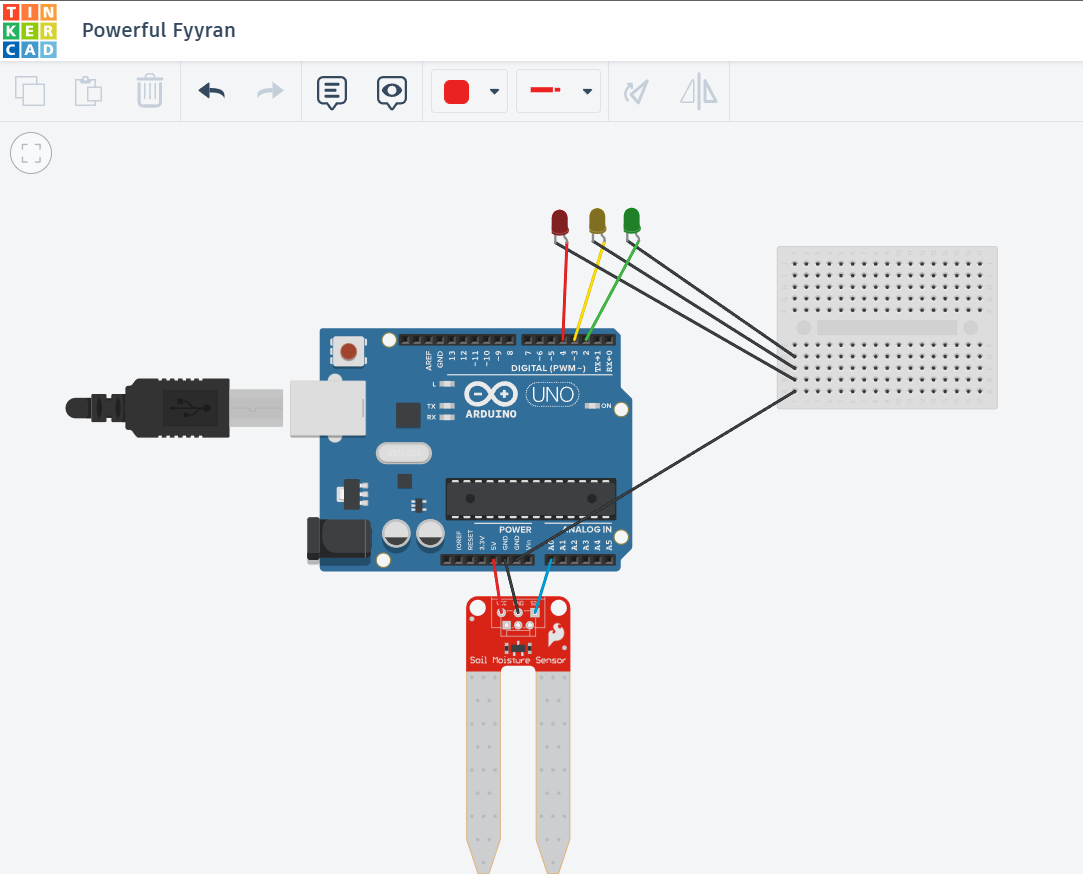 TIN
KER
CAD
Powerful Fyyran
AREF
GND
13
12
~11
~10
~9
8
7
~6
~5
4
~3
2
TX→1
RX←0
DIGITAL (PWM~)
L
TX
RX
ARDUINO
UNO
ON
POWER
ANALOG IN
IOREF
RESET
3.3V
5V
GND
GND
Vin
A0
A1
A2
A3
A4
A5
Soil Moisture Sensor